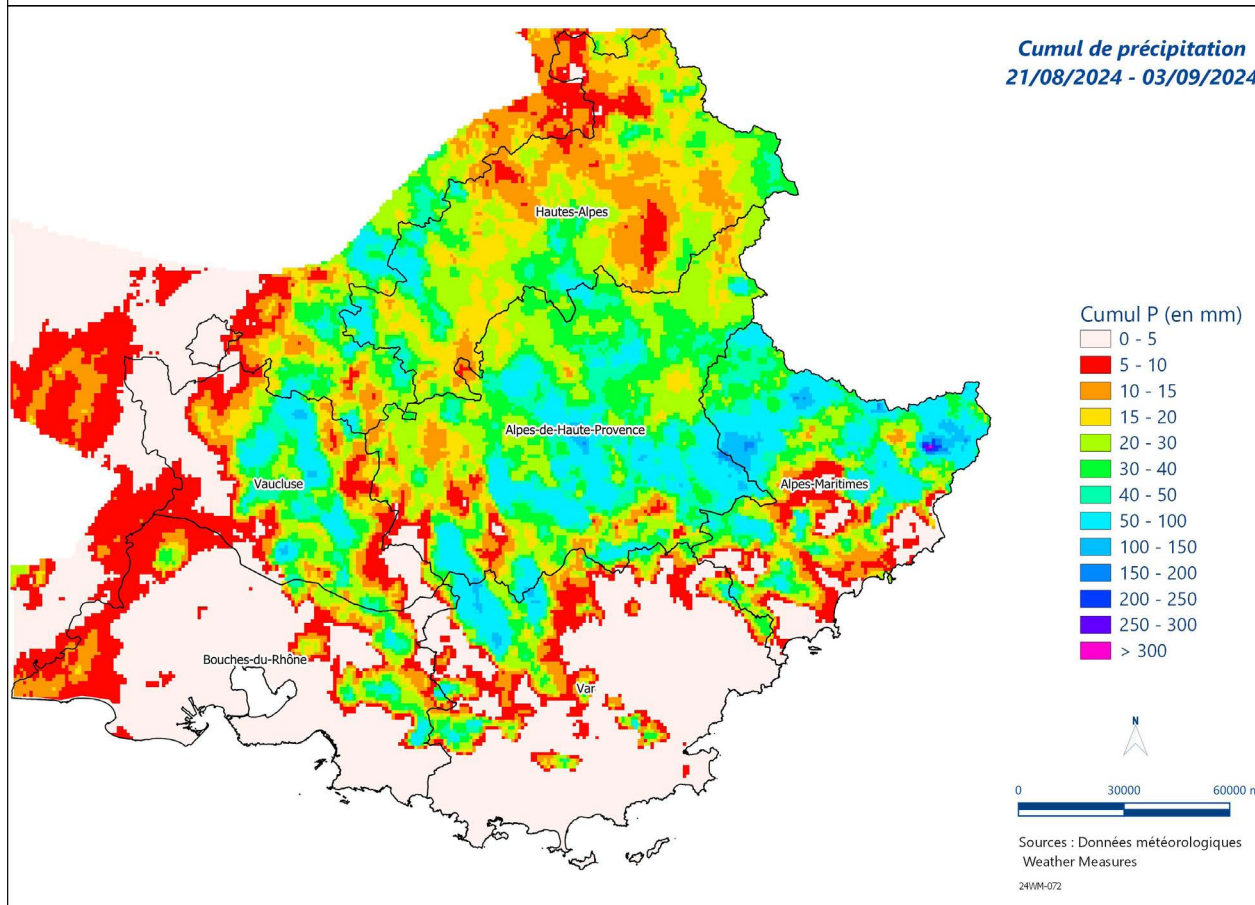 Cumul de précipitation
21/08/2024 - 03/09/2024
Hautes-Alpes
Alpes-de-Haute-Provence
Vaucluse
Alpes-Maritimes
Bouches-du-Rhône
Var
Cumul P (en mm)
0 - 5
5 - 10
10 - 15
15 - 20
20 - 30
30 - 40
40 - 50
50 - 100
100 - 150
150 - 200
200 - 250
250 - 300
> 300
N
0 30000 60000 m
Sources : Données météorologiques
Weather Measures
24WM-072